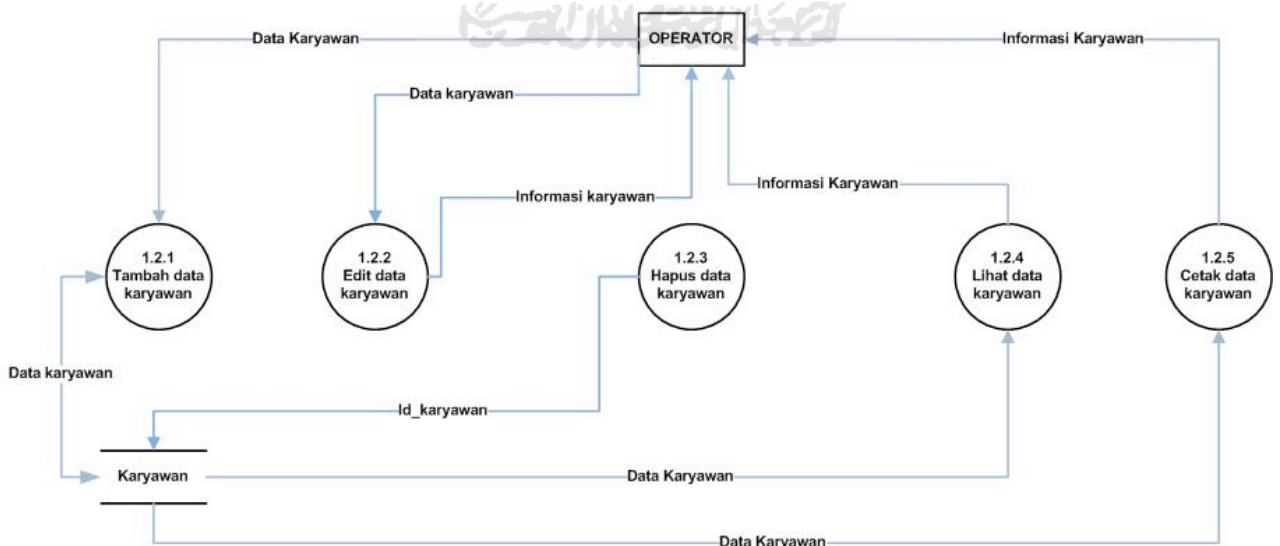 OPERATOR
Data Karyawan
Informasi Karyawan
Data karyawan
Informasi Karyawan
Informasi karyawan
1.2.1
Tambah data
karyawan
1.2.2
Edit data
karyawan
1.2.3
Hapus data
karyawan
1.2.4
Lihat data
karyawan
1.2.5
Cetak data
karyawan
Data karyawan
Id_karyawan
Karyawan
Data Karyawan
Data Karyawan